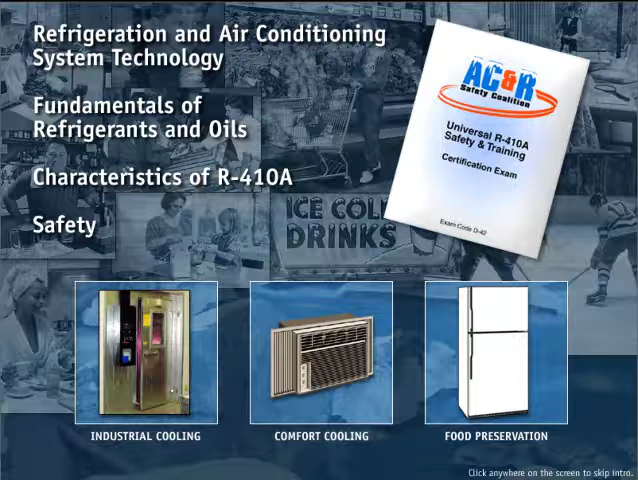 Refrigeration and Air Conditioning
System Technology
Fundamentals of
Refrigerants and Oils
Characteristics of R-410A
Safety
AC&R
Safety Coalition
Universal R-410A
Safety & Training
Certification Exam
Exam Code D-42
ICE COLD
DRINKS
INDUSTRIAL COOLING
COMFORT COOLING
FOOD PRESERVATION
Click anywhere on the screen to skip intro.